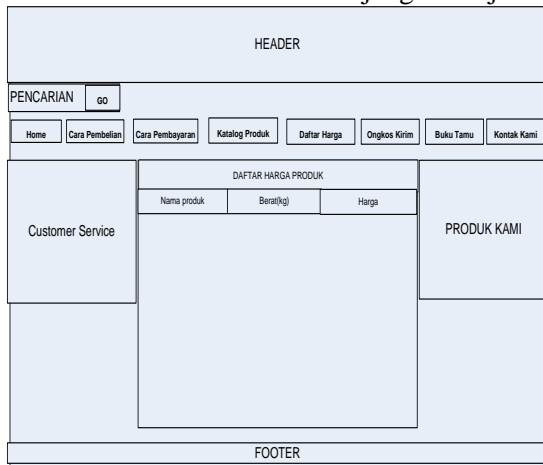 HEADER
PENCARIAN GO
Home Cara Pembelian Cara Pembayaran Katalog Produk Daftar Harga Ongkos Kirim Buku Tamu Kontak Kami
DAFTAR HARGA PRODUK
Nama produk Berat(kg) Harga
Customer Service
PRODUK KAMI
FOOTER